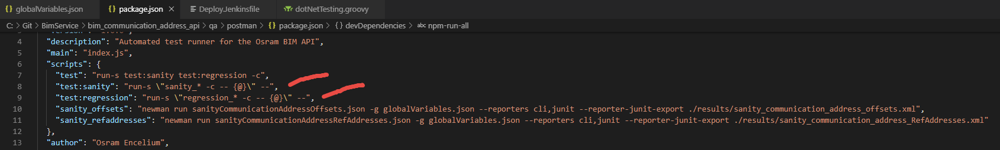 {} globalVariables.json {} package.json × DeployJenkinsfile dotNetTesting.groovy
C: > Git > BimService > bim_communication_address_api > qa > postman > {} package.json > {} devDependencies > abc npm-run-all
4 "description": "Automated test runner for the Osram BIM API",
5 "main": "index.js",
6 "scripts": {
7 "test": "run-s test:sanity test:regression -c",
8 "test:sanity": "run-s \"sanity_* -c -- {@}\" --",
9 "test:regression": "run-s \"regression_* -c -- {@}\" --",
10 "sanity_offsets": "newman run sanityCommunicationAddressOffsets.json -g globalVariables.json --reporters cli,junit --reporter-junit-export ./results/sanity_communication_address_offsets.xml",
11 "sanity_refaddresses": "newman run sanityCommunicationAddressRefAddresses.json -g globalVariables.json --reporters cli,junit --reporter-junit-export ./results/sanity_communication_address_RefAddresses.xml"
12 },
13 "author": "Osram Encelium",